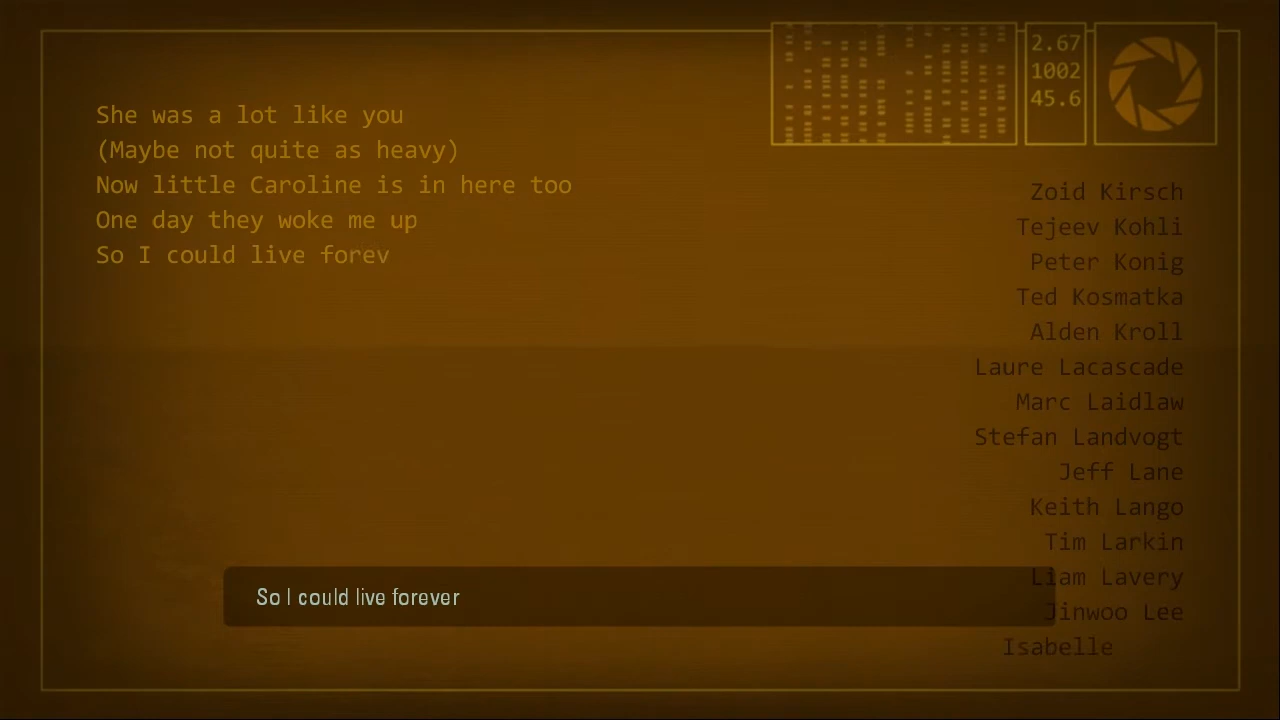 2.67
1002
45.6
She was a lot like you
(Maybe not quite as heavy)
Now little Caroline is in here too
One day they woke me up
So I could live forev
Zoid Kirsch
Tejeev Kohli
Peter Konig
Ted Kosmatka
Alden Kroll
Laure Lacascade
Marc Laidlaw
Stefan Landvogt
Jeff Lane
Keith Lango
Tim Larkin
Liam Lavery
Jinwoo Lee
Isabelle
So I could live forever